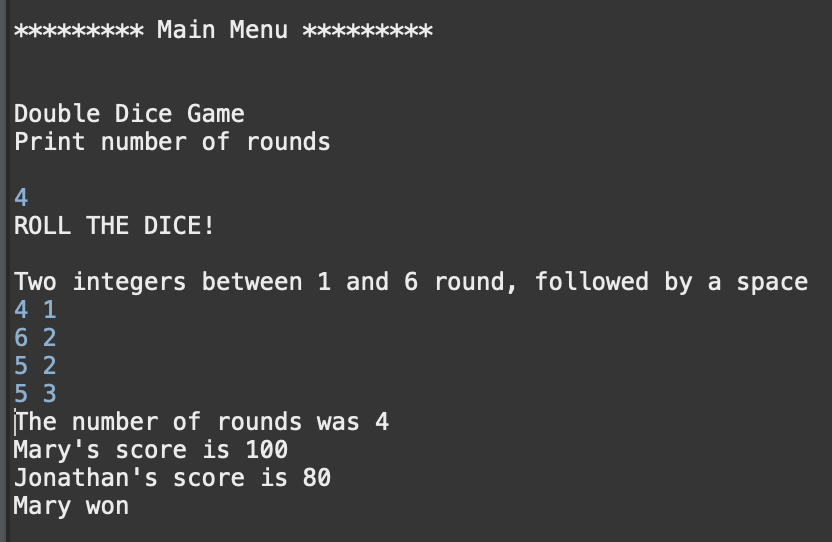 ********* Main Menu *********
Double Dice Game
Print number of rounds
4
ROLL THE DICE!
Two integers between 1 and 6 round, followed by a space
4 1
6 2
5 2
5 3
The number of rounds was 4
Mary's score is 100
Jonathan's score is 80
Mary won